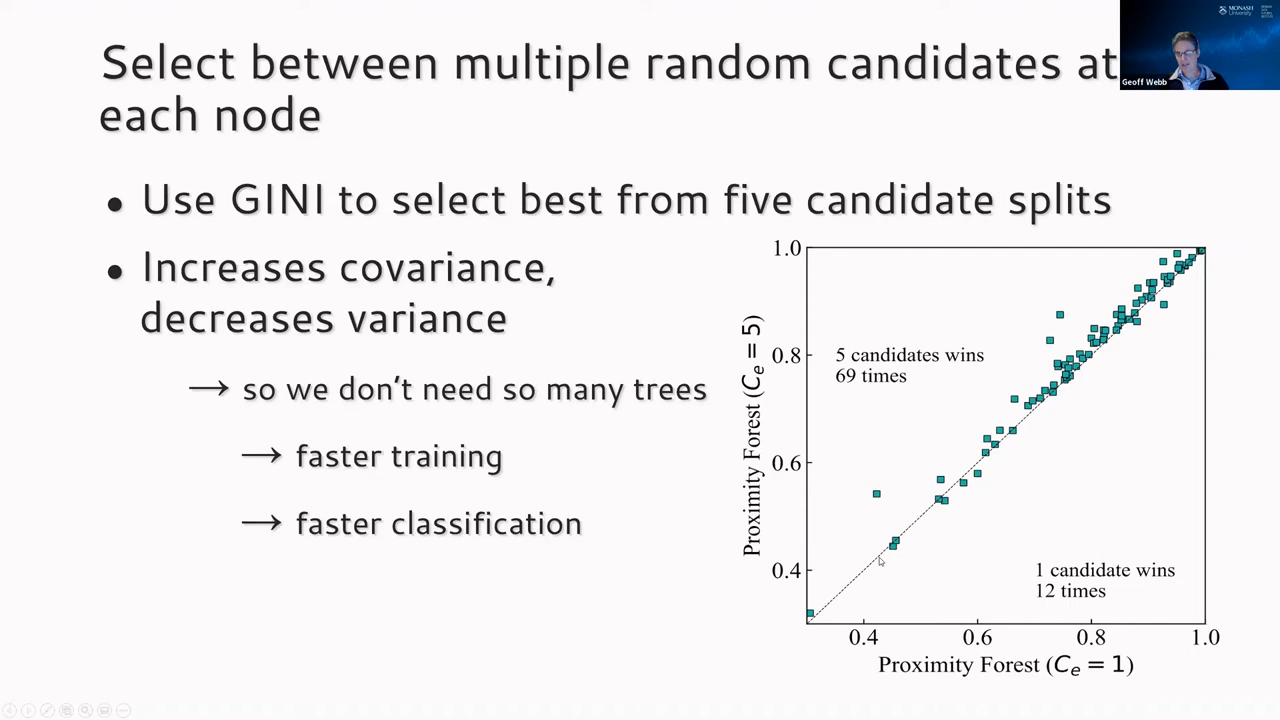 Select between multiple random candidates at
each node
MONASH
University
Geoff Webb
• Use GINI to select best from five candidate splits
• Increases covariance,
decreases variance
→ so we don't need so many trees
→ faster training
→ faster classification
1.0
0.8
0.6
0.4
Proximity Forest (Cₑ = 5)
5 candidates wins
69 times
1 candidate wins
12 times
0.4 0.6 0.8 1.0
Proximity Forest (Cₑ = 1)